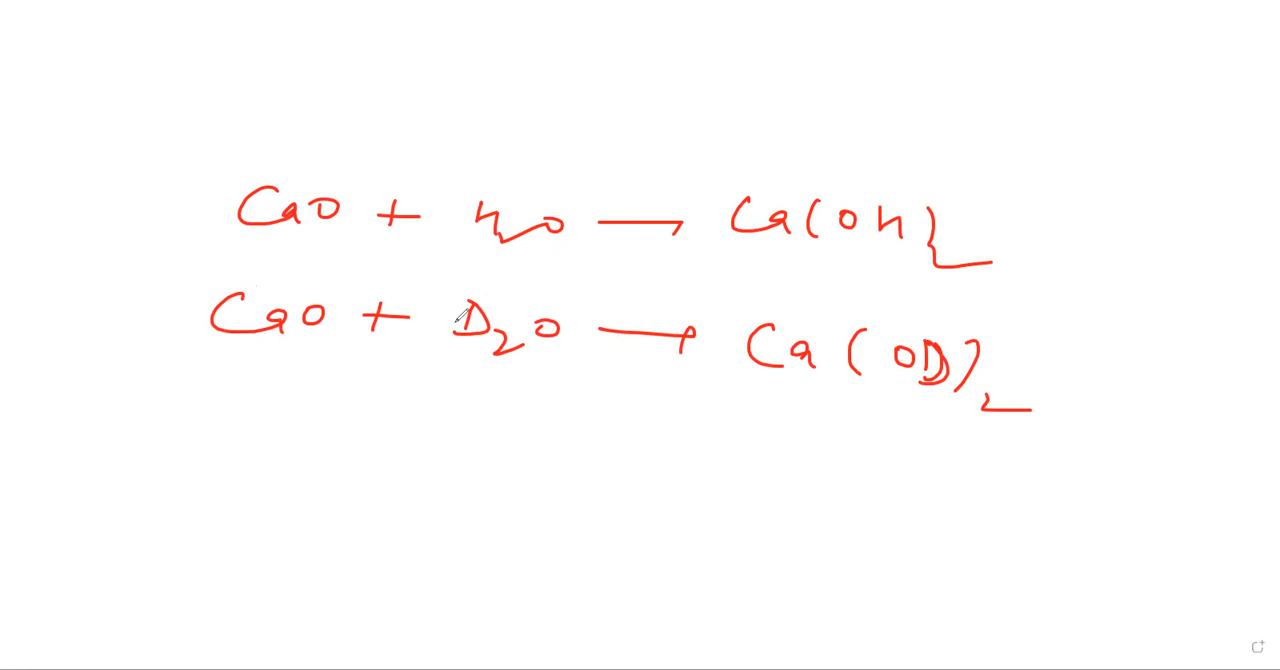 CaO + H2O → Ca(OH)2
CaO + D2O → Ca(OD)2